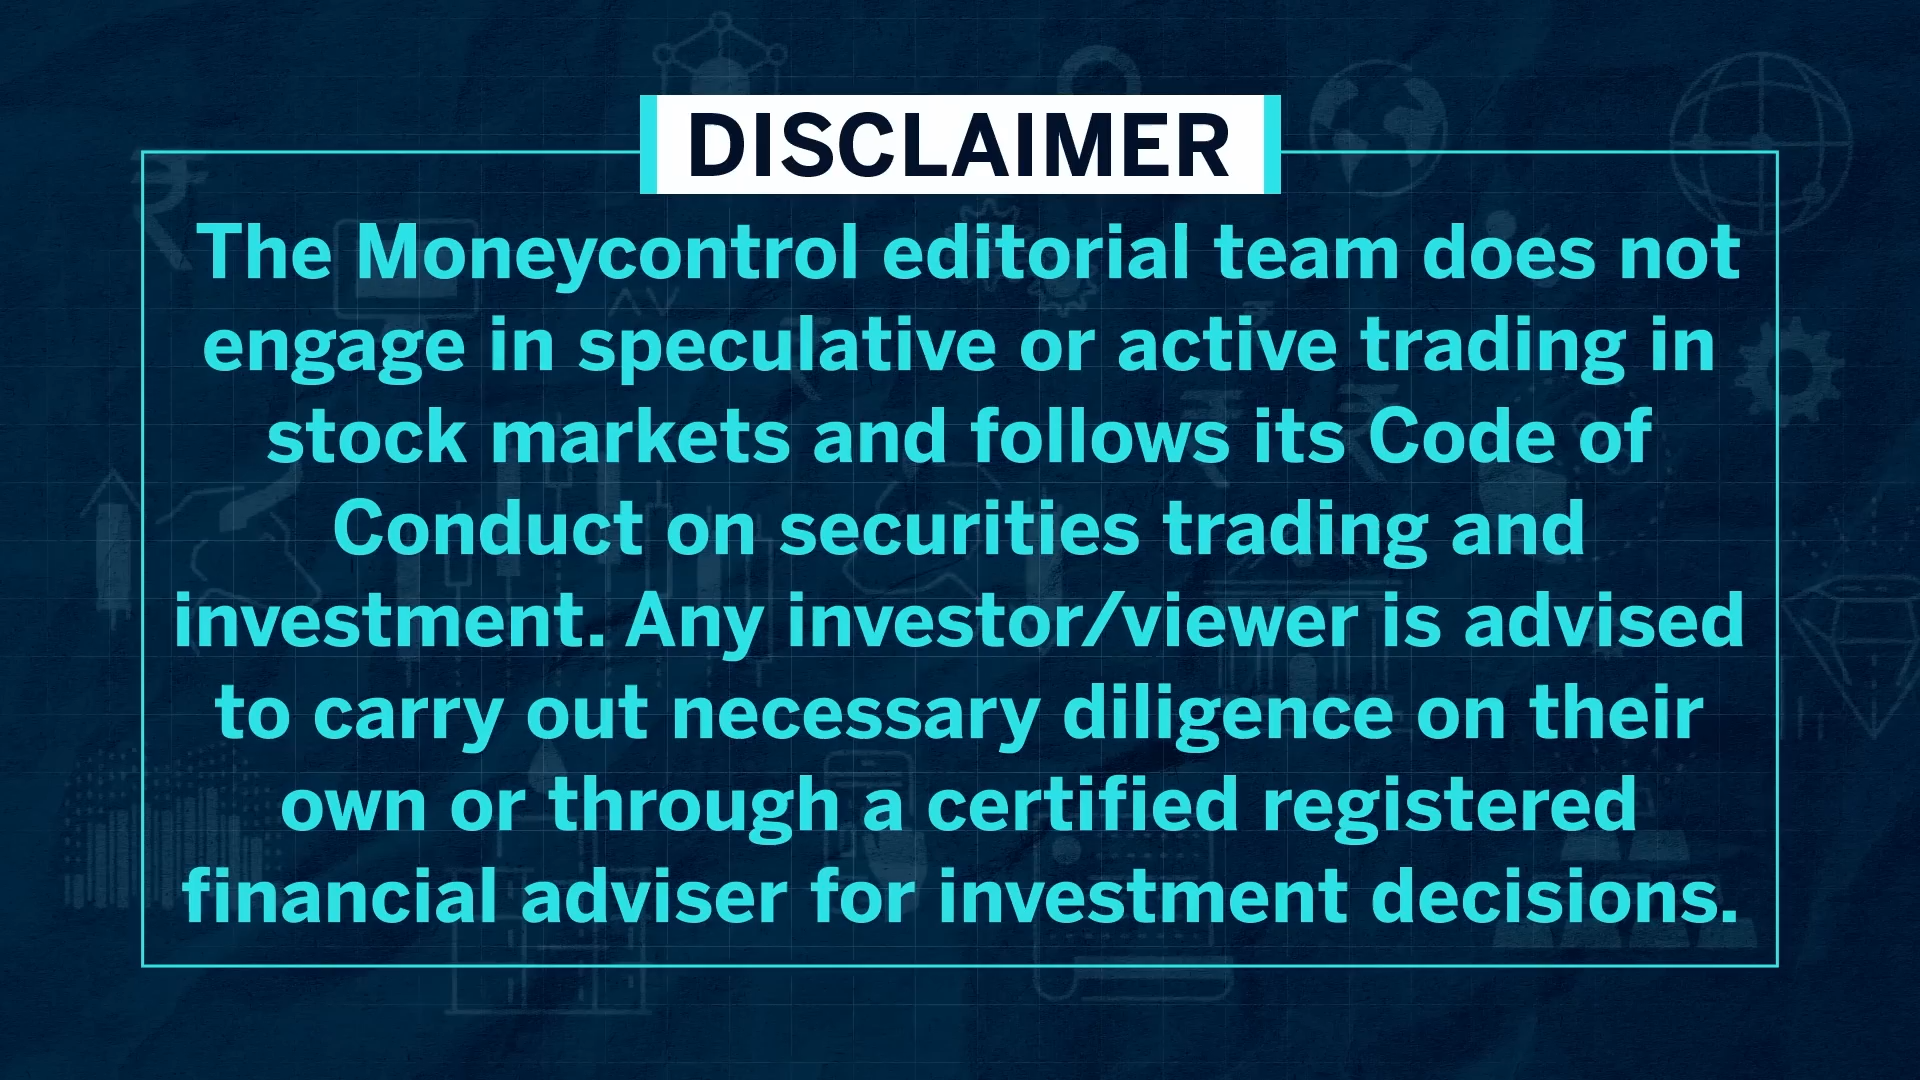 DISCLAIMER
The Moneycontrol editorial team does not
engage in speculative or active trading in
stock markets and follows its Code of
Conduct on securities trading and
investment. Any investor/viewer is advised
to carry out necessary diligence on their
own or through a certified registered
financial adviser for investment decisions.